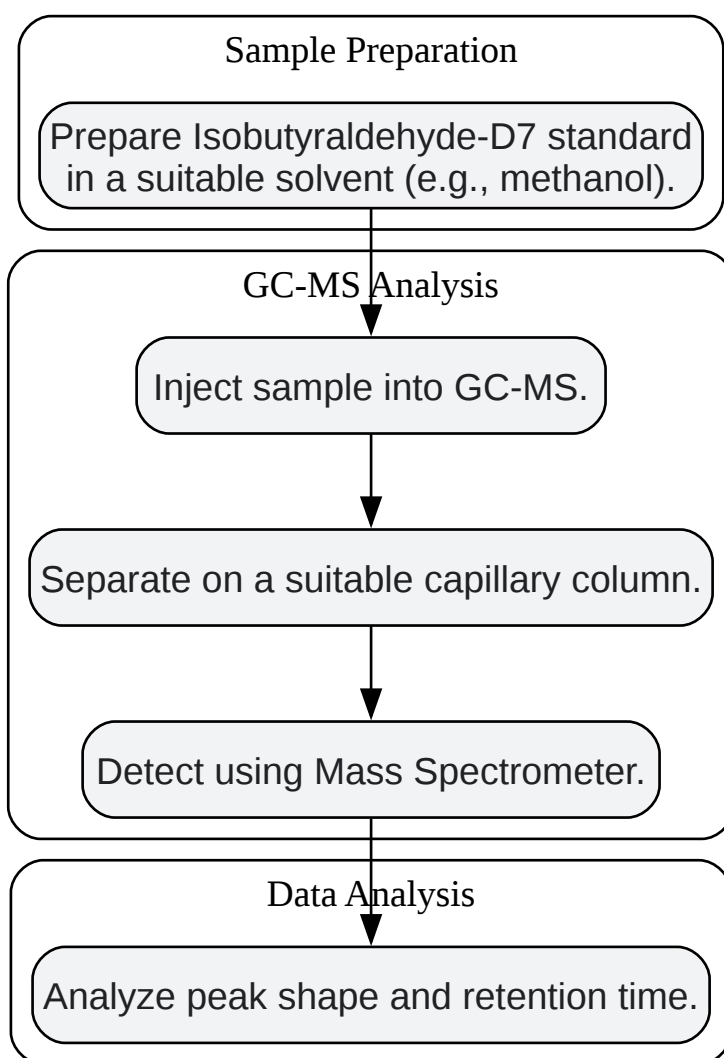 Sample Preparation
Prepare Isobutyraldehyde-D7 standard
in a suitable solvent (e.g., methanol).
GC-MS Analysis
Inject sample into GC-MS.
Separate on a suitable capillary column.
Detect using Mass Spectrometer.
Data Analysis
Analyze peak shape and retention time.